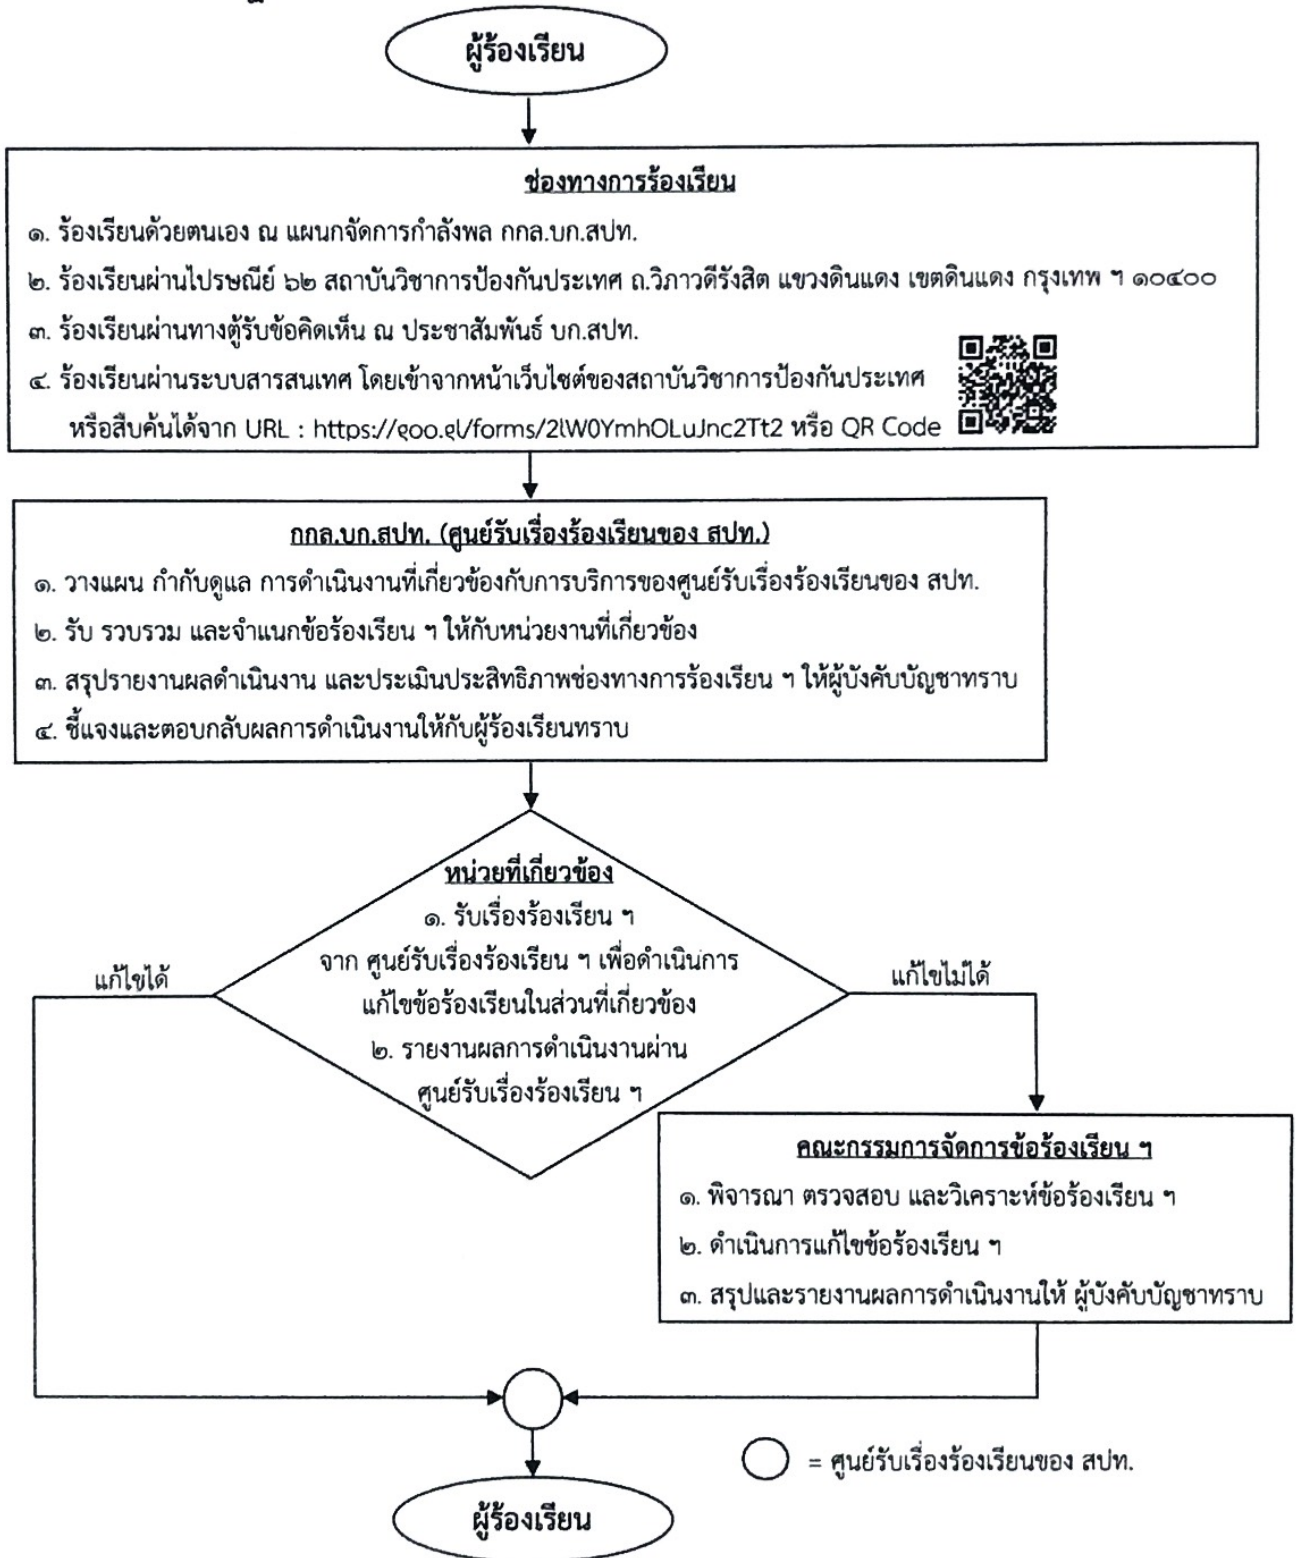 ผู้ร้องเรียน
ช่องทางการร้องเรียน
๑. ร้องเรียนด้วยตนเอง ณ แผนกจัดการกำลังพล กกล.บก.สปท.
๒. ร้องเรียนผ่านไปรษณีย์ ๖๒ สถาบันวิชาการป้องกันประเทศ ถ.วิภาวดีรังสิต แขวงดินแดง เขตดินแดง กรุงเทพ ฯ ๑๐๔๐๐
๓. ร้องเรียนผ่านทางตู้รับข้อคิดเห็น ณ ประชาสัมพันธ์ บก.สปท.
๔. ร้องเรียนผ่านระบบสารสนเทศ โดยเข้าจากหน้าเว็บไซต์ของสถาบันวิชาการป้องกันประเทศ
หรือสืบค้นได้จาก URL : https://goo.gl/forms/2lW0YmhOLuJnc2Tt2 หรือ QR Code
กกล.บก.สปท. (ศูนย์รับเรื่องร้องเรียนของ สปท.)
๑. วางแผน กำกับดูแล การดำเนินงานที่เกี่ยวข้องกับการบริการของศูนย์รับเรื่องร้องเรียนของ สปท.
๒. รับ รวบรวม และจำแนกข้อร้องเรียน ฯ ให้กับหน่วยงานที่เกี่ยวข้อง
๓. สรุปรายงานผลดำเนินงาน และประเมินประสิทธิภาพช่องทางการร้องเรียน ฯ ให้ผู้บังคับบัญชาทราบ
๔. ชี้แจงและตอบกลับผลการดำเนินงานให้กับผู้ร้องเรียนทราบ
หน่วยที่เกี่ยวข้อง
๑. รับเรื่องร้องเรียน ฯ
จาก ศูนย์รับเรื่องร้องเรียน ฯ เพื่อดำเนินการ
แก้ไขข้อร้องเรียนในส่วนที่เกี่ยวข้อง
๒. รายงานผลการดำเนินงานผ่าน
ศูนย์รับเรื่องร้องเรียน ฯ
แก้ไขได้
แก้ไขไม่ได้
คณะกรรมการจัดการข้อร้องเรียน ฯ
๑. พิจารณา ตรวจสอบ และวิเคราะห์ข้อร้องเรียน ฯ
๒. ดำเนินการแก้ไขข้อร้องเรียน ฯ
๓. สรุปและรายงานผลการดำเนินงานให้ ผู้บังคับบัญชาทราบ
= ศูนย์รับเรื่องร้องเรียนของ สปท.
ผู้ร้องเรียน